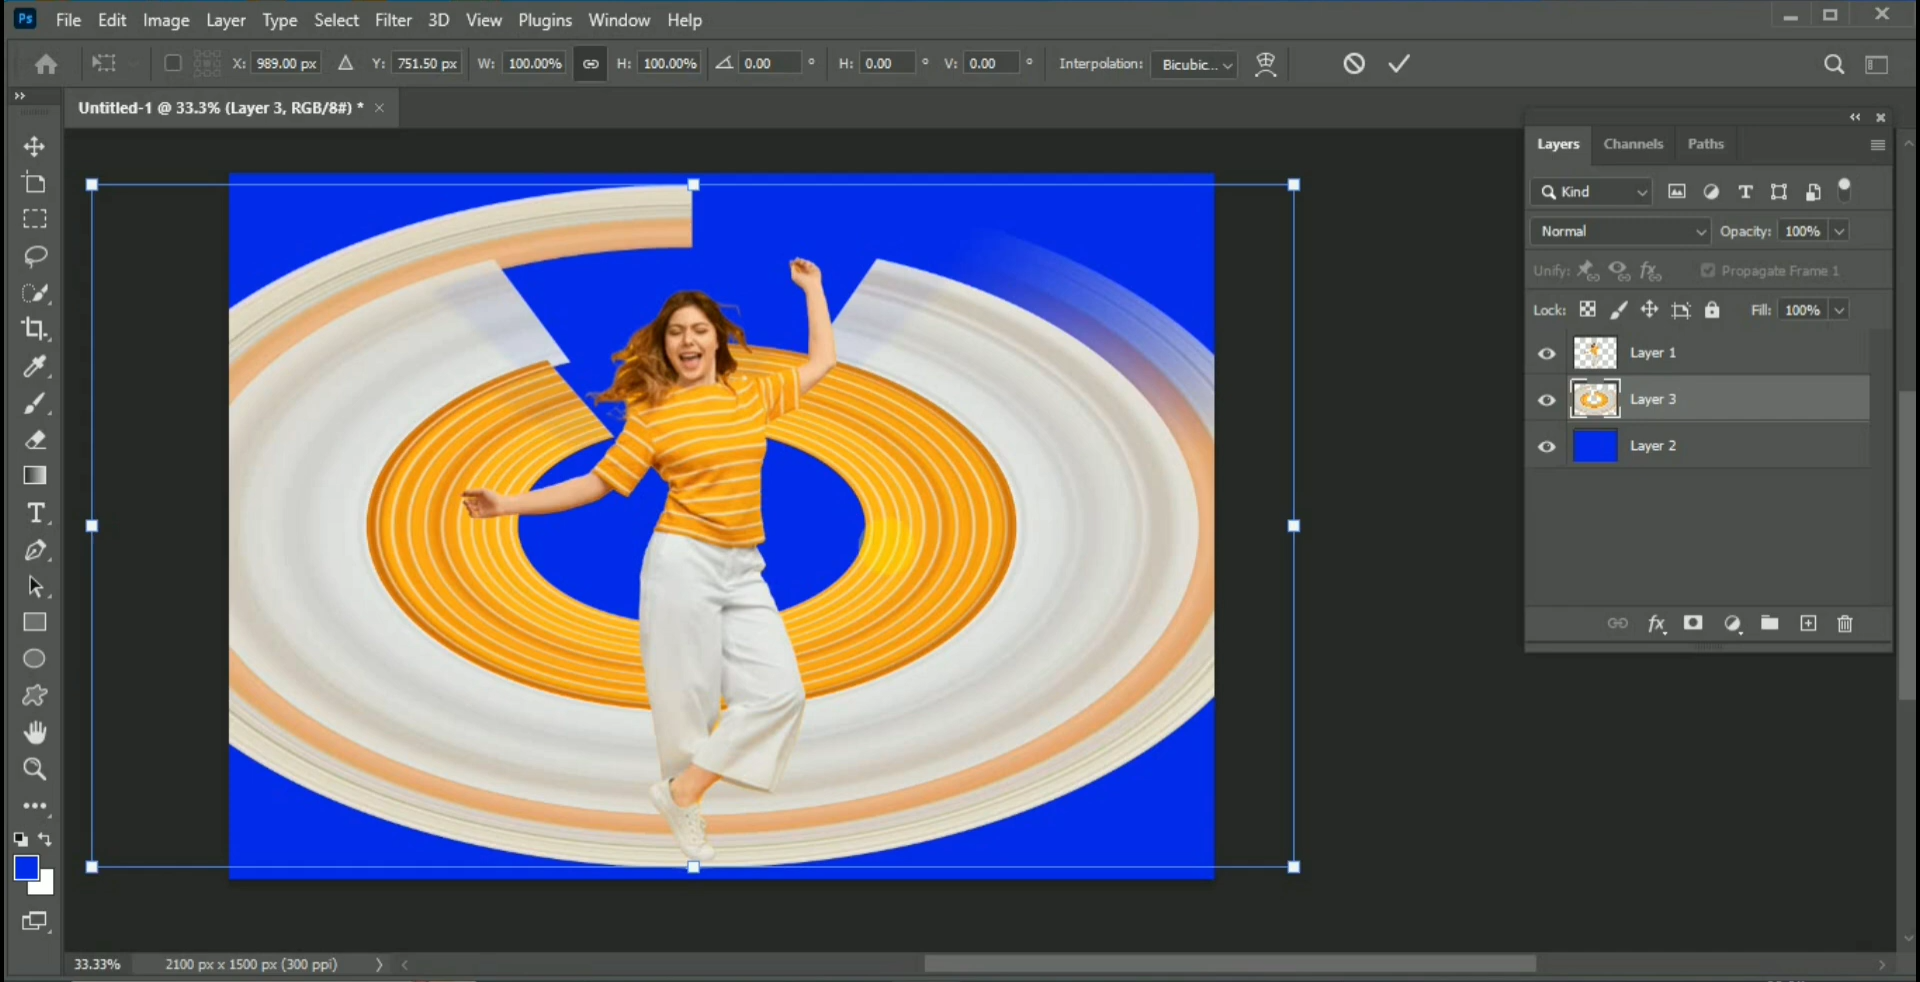 Ps File Edit Image Layer Type Select Filter 3D View Plugins Window Help
X: 989.00 px Y: 751.50 px W: 100.00% H: 100.00% 0.00 ° H: 0.00 ° V: 0.00 ° Interpolation: Bicubic...
Untitled-1 @ 33.3% (Layer 3, RGB/8#) * ×
Layers Channels Paths
Kind
Normal Opacity: 100%
Unify: Propagate Frame 1
Lock: Fill: 100%
Layer 1
Layer 3
Layer 2
33.33% 2100 px x 1500 px (300 ppi)